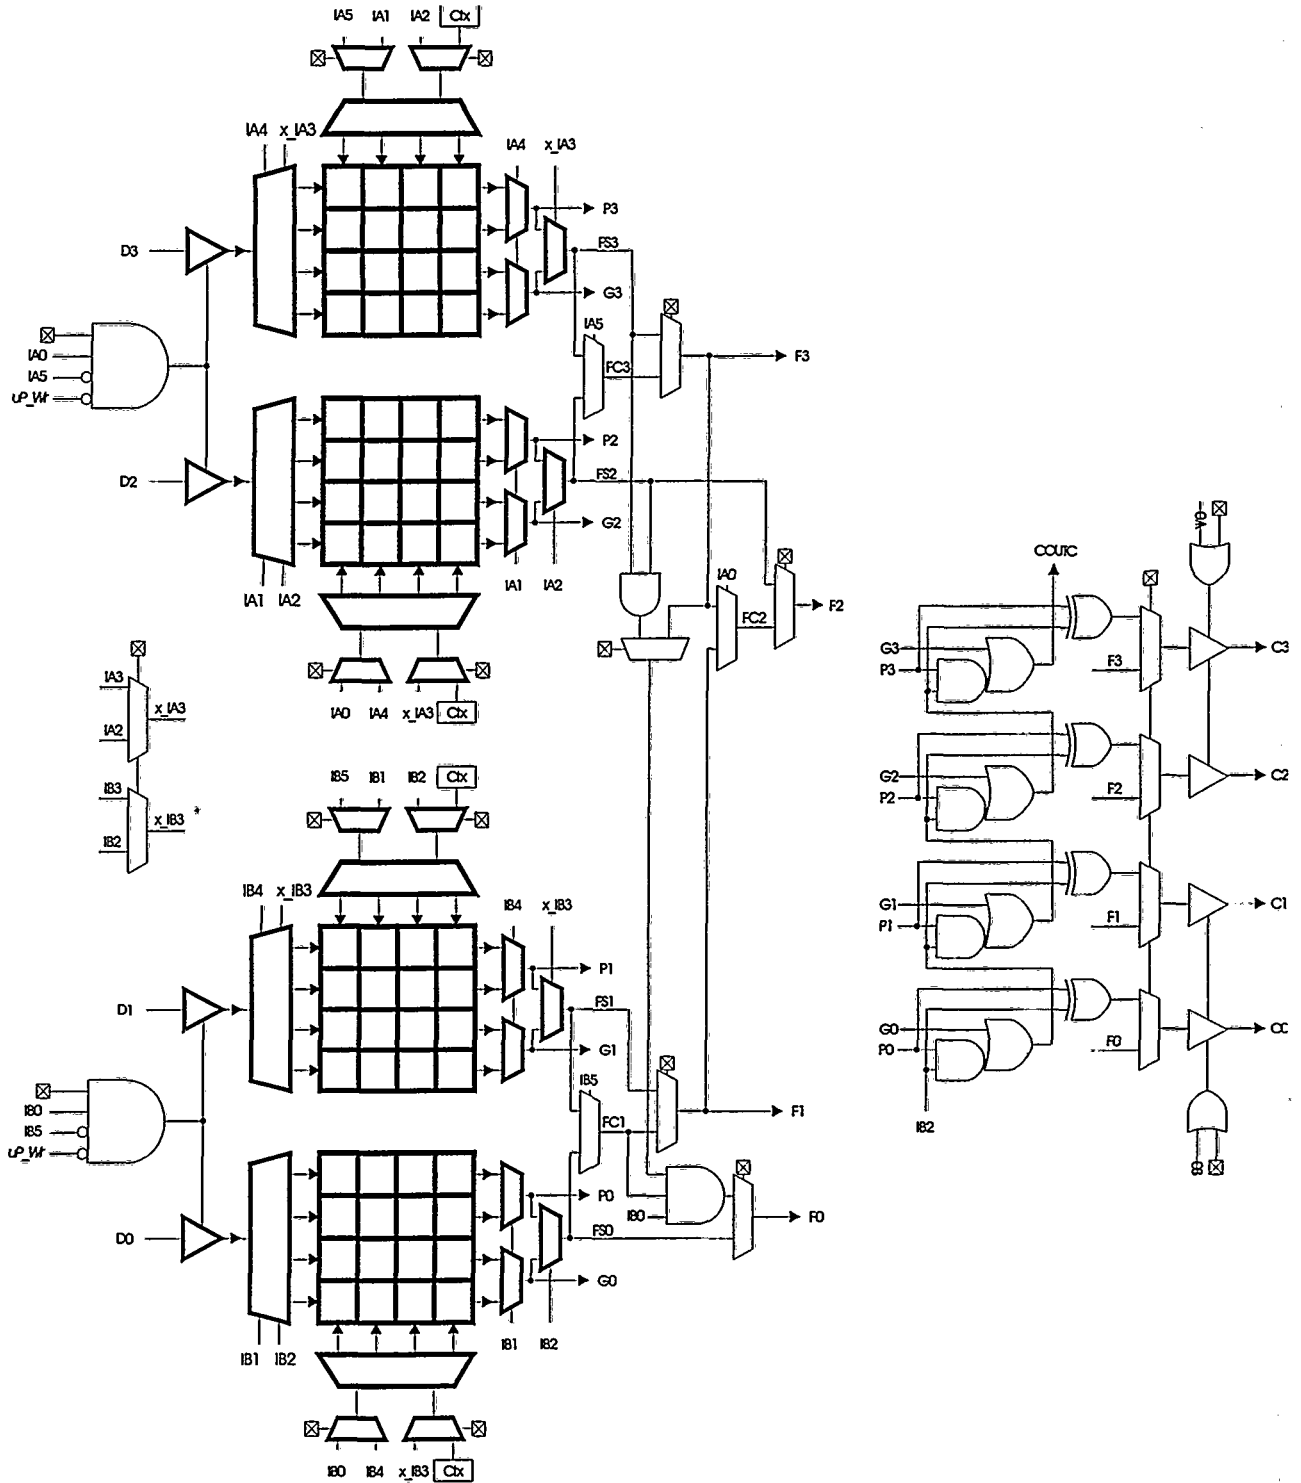 IA5 IA1 IA2 Ctx
IA4 x_IA3
IA4 x_IA3
P3
D3
FS3
G3
IA5
IA0
IA5
uP_Wr
FC3
F3
P2
D2
FS2
G2
IA1 IA2
IA1 IA2
IA0
FC2
F2
IA0 IA4 x_IA3 Ctx
IA3
x_IA3
IA2
IB3
x_IB3 *
IB2
IB5 IB1 IB2 Ctx
IB4 x_IB3
IB4 x_IB3
P1
D1
FS1
G1
IB5
IB0
IB5
uP_Wr
FC1
F1
P0
IB0
F0
D0
FS0
G0
IB1 IB2
IB1 IB2
IB0 IB4 x_IB3 Ctx
COUTC
G3
P3
F3
C3
G2
P2
F2
C2
G1
P1
F1
C1
G0
P0
F0
C0
IB2